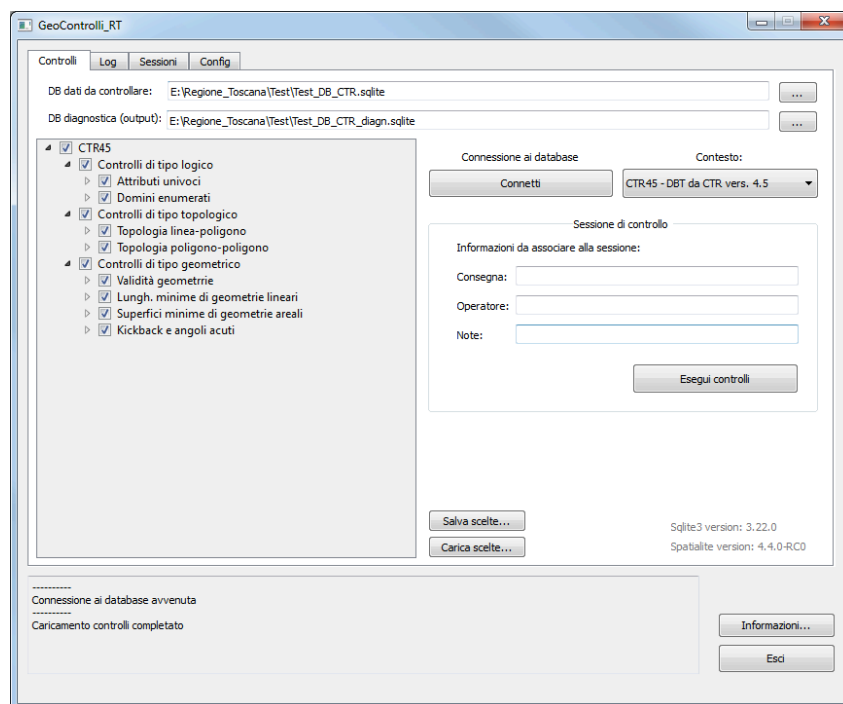 GeoControlli_RT
Controlli Log Sessioni Config
DB dati da controllare: E:\Regione_Toscana\Test\Test_DB_CTR.sqlite ...
DB diagnostica (output): E:\Regione_Toscana\Test\Test_DB_CTR_diagn.sqlite ...
CTR45
Controlli di tipo logico
Attributi univoci
Domini enumerati
Controlli di tipo topologico
Topologia linea-poligono
Topologia poligono-poligono
Controlli di tipo geometrico
Validità geometrrie
Lungh. minime di geometrie lineari
Superfici minime di geometrie areali
Kickback e angoli acuti
Connessione ai database Contesto:
Connetti CTR45 - DBT da CTR vers. 4.5
Sessione di controllo
Informazioni da associare alla sessione:
Consegna:
Operatore:
Note:
Esegui controlli
Salva scelte...
Carica scelte...
Sqlite3 version: 3.22.0
Spatialite version: 4.4.0-RC0
----------
Connessione ai database avvenuta
----------
Caricamento controlli completato
Informazioni...
Esci